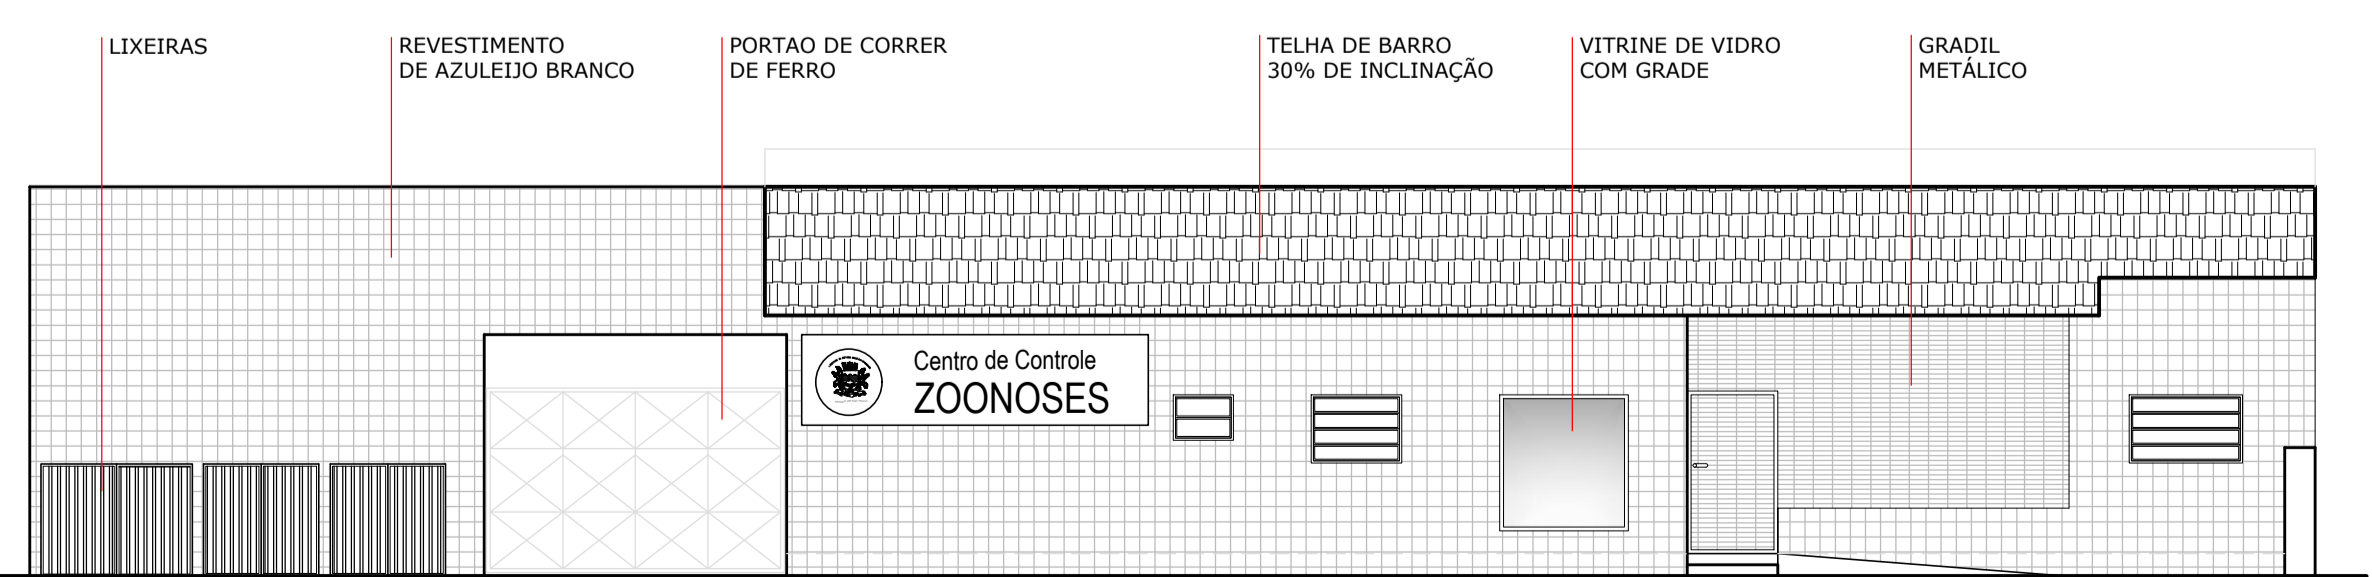 LIXEIRAS
REVESTIMENTO
DE AZULEIJO BRANCO
PORTAO DE CORRER
DE FERRO
TELHA DE BARRO
30% DE INCLINAÇÃO
VITRINE DE VIDRO
COM GRADE
GRADIL
METÁLICO
Centro de Controle
ZOONOSES